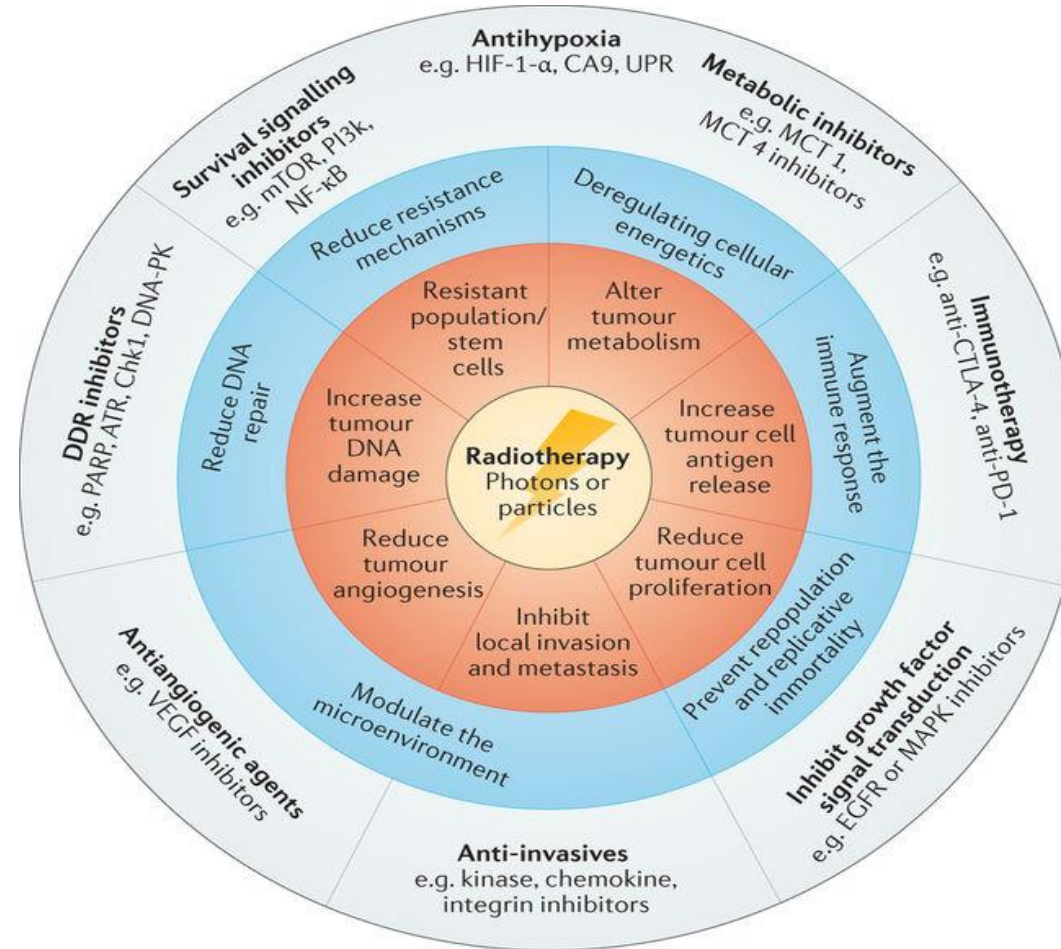 Antihypoxia
e.g. HIF-1-α, CA9, UPR
Metabolic inhibitors
e.g. MCT 1,
MCT 4 inhibitors
Immunotherapy
e.g. anti-CTLA-4, anti-PD-1
Inhibit growth factor
signal transduction
e.g. EGFR or MAPK inhibitors
Anti-invasives
e.g. kinase, chemokine,
integrin inhibitors
Antiangiogenic agents
e.g. VEGF inhibitors
DDR inhibitors
e.g. PARP, ATR, Chk1, DNA-PK
Survival signalling
inhibitors
e.g. mTOR, PI3k,
NF-κB
Reduce resistance
mechanisms
Deregulating cellular
energetics
Augment the
immune response
Prevent repopulation
and replicative
immortality
Modulate the
microenvironment
Reduce DNA
repair
Resistant
population/
stem
cells
Alter
tumour
metabolism
Increase
tumour cell
antigen
release
Reduce
tumour cell
proliferation
Inhibit
local invasion
and metastasis
Reduce
tumour
angiogenesis
Increase
tumour
DNA
damage
Radiotherapy
Photons or
particles